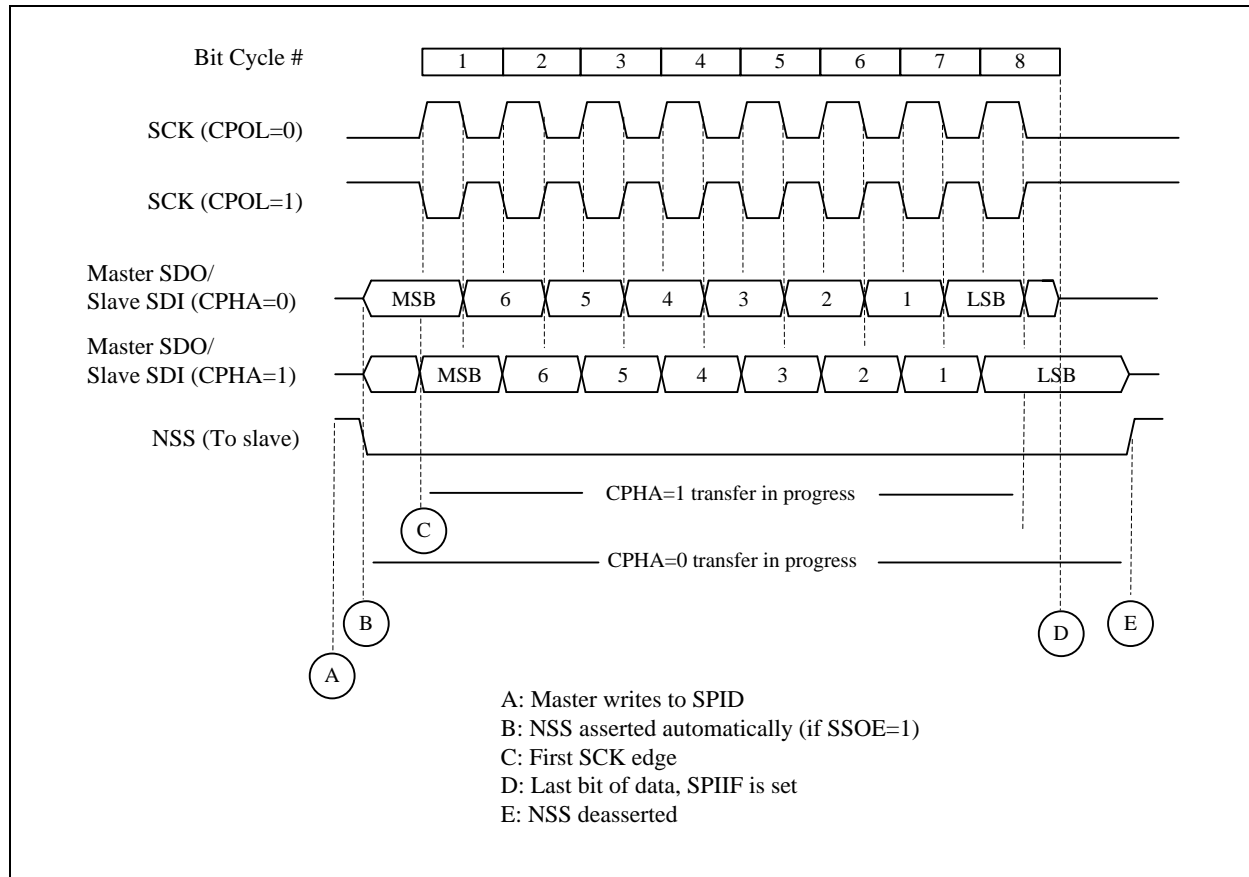 Bit Cycle # 1 2 3 4 5 6 7 8
SCK (CPOL=0)
SCK (CPOL=1)
Master SDO/
Slave SDI (CPHA=0) MSB 6 5 4 3 2 1 LSB
Master SDO/
Slave SDI (CPHA=1) MSB 6 5 4 3 2 1 LSB
NSS (To slave)
CPHA=1 transfer in progress
C
CPHA=0 transfer in progress
B D E
A
A: Master writes to SPID
B: NSS asserted automatically (if SSOE=1)
C: First SCK edge
D: Last bit of data, SPIIF is set
E: NSS deasserted